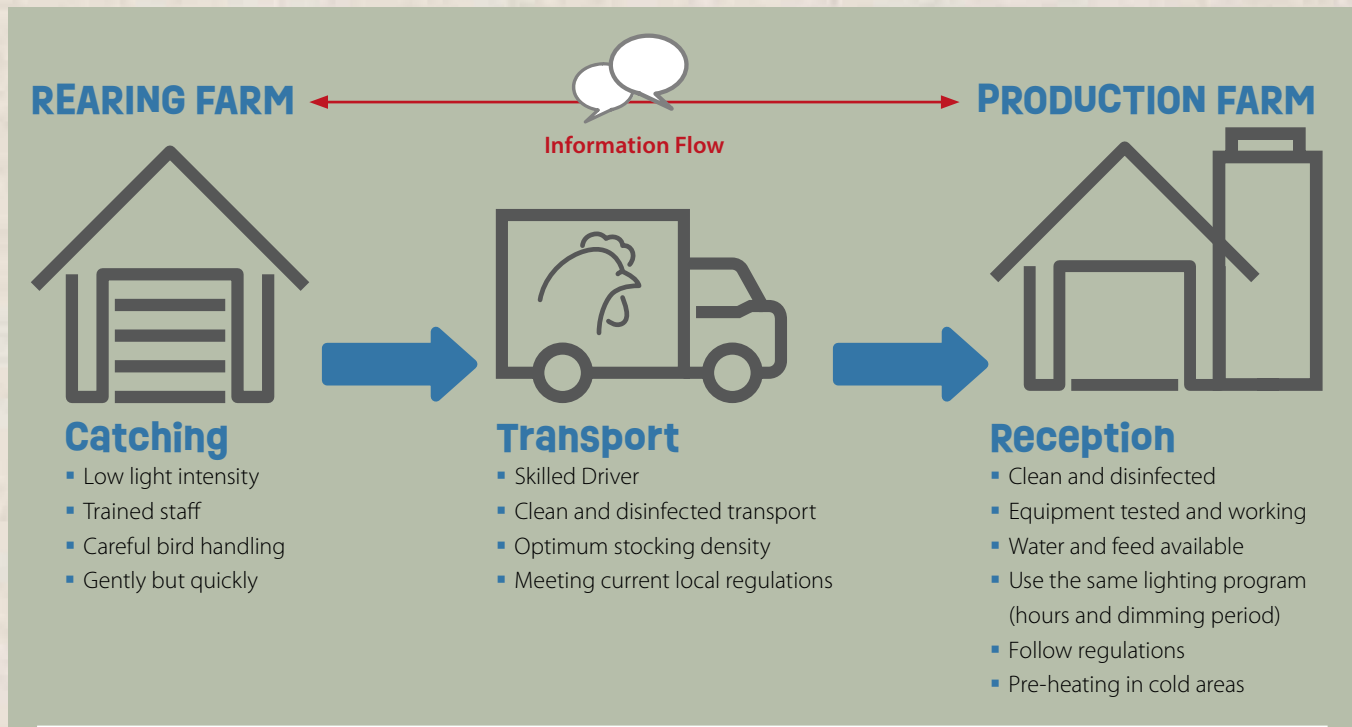 REARING FARM
PRODUCTION FARM
Information Flow
Catching
▪ Low light intensity
▪ Trained staff
▪ Careful bird handling
▪ Gently but quickly
Transport
▪ Skilled Driver
▪ Clean and disinfected transport
▪ Optimum stocking density
▪ Meeting current local regulations
Reception
▪ Clean and disinfected
▪ Equipment tested and working
▪ Water and feed available
▪ Use the same lighting program
(hours and dimming period)
▪ Follow regulations
▪ Pre-heating in cold areas